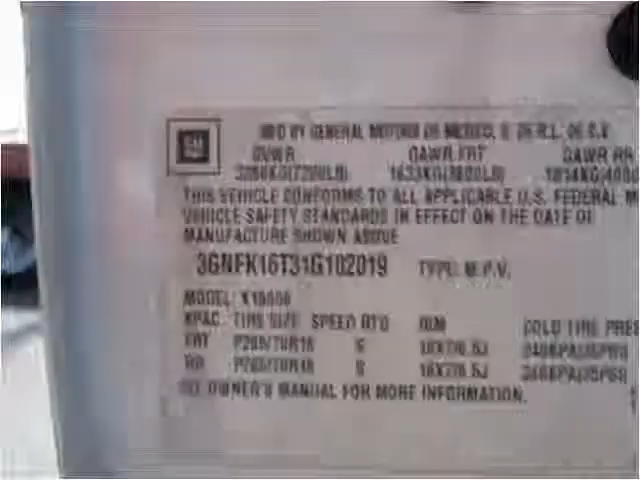 GM
MFD BY GENERAL MOTORS DE MEXICO, S. DE R.L. DE C.V.
GVWR GAWR FRT GAWR RR
(7200LB)
THIS VEHICLE CONFORMS TO ALL APPLICABLE U.S. FEDERAL M
VEHICLE SAFETY STANDARDS IN EFFECT ON THE DATE OF
MANUFACTURE SHOWN ABOVE
3GNFK16T31G102019 TYPE: M.P.V.
MODEL:
TIRE SIZE SPEED RTG RIM COLD TIRE PRES
FRT S
RR S
SEE OWNER'S MANUAL FOR MORE INFORMATION.